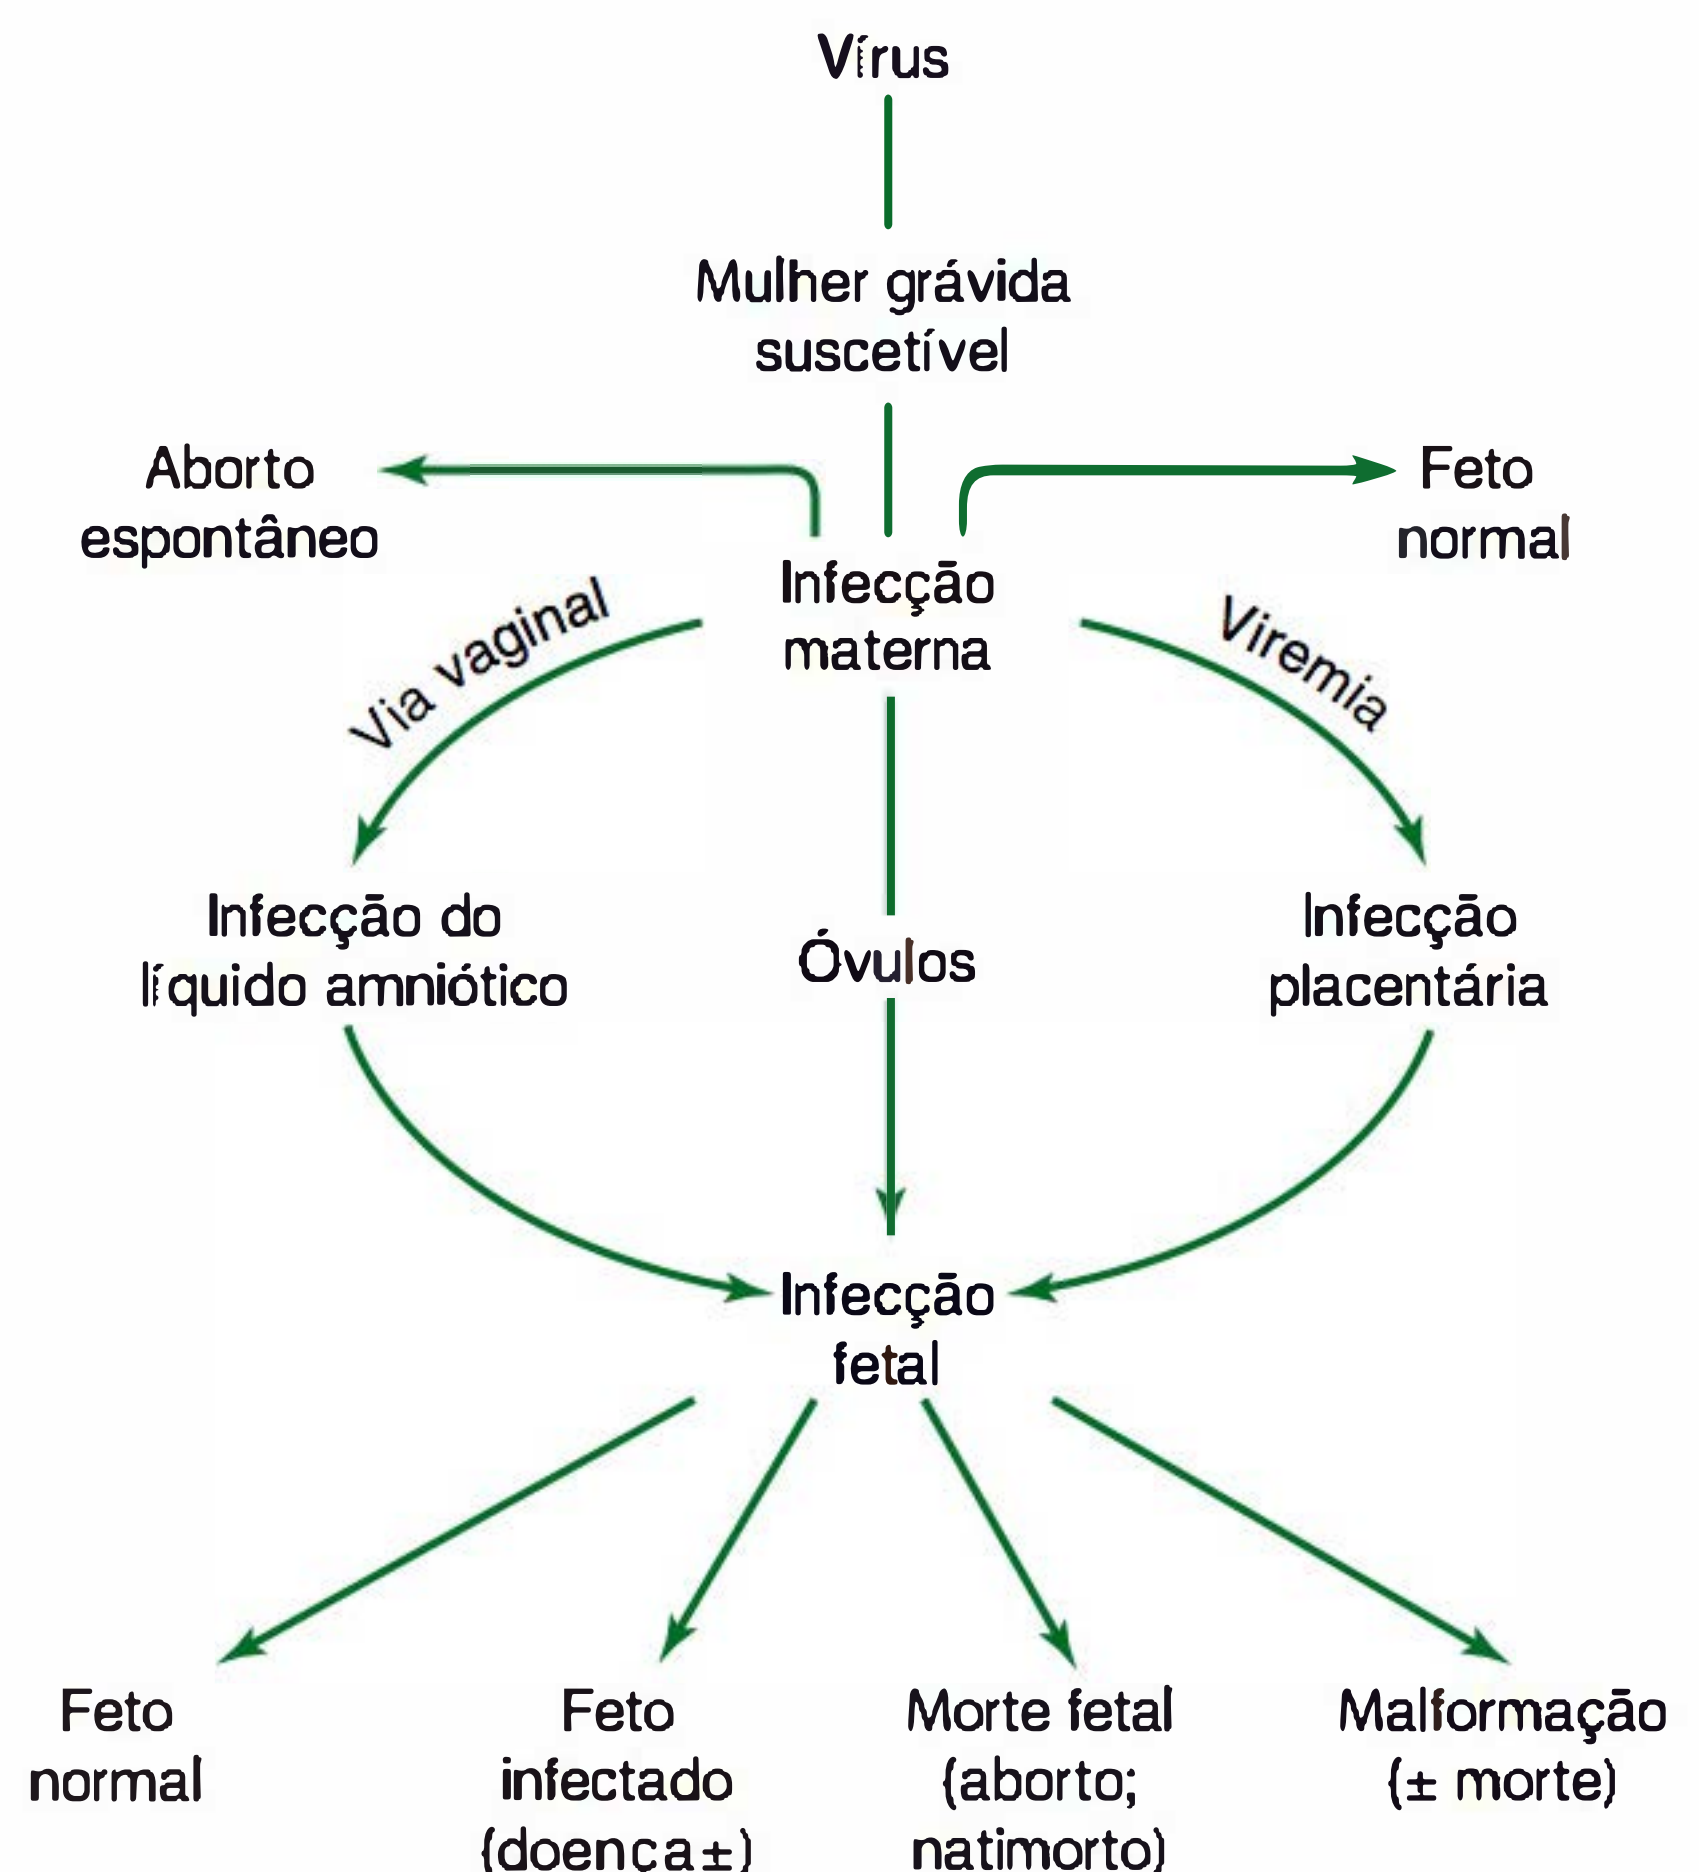 Vírus
Mulher grávida
suscetível
Aborto
espontâneo
Feto
normal
Infecção
materna
Via vaginal
Viremia
Infecção do
líquido amniótico
Óvulos
Infecção
placentária
Infecção
fetal
Feto
normal
Feto
infectado
(doença±)
Morte fetal
(aborto;
natimorto)
Malformação
(± morte)